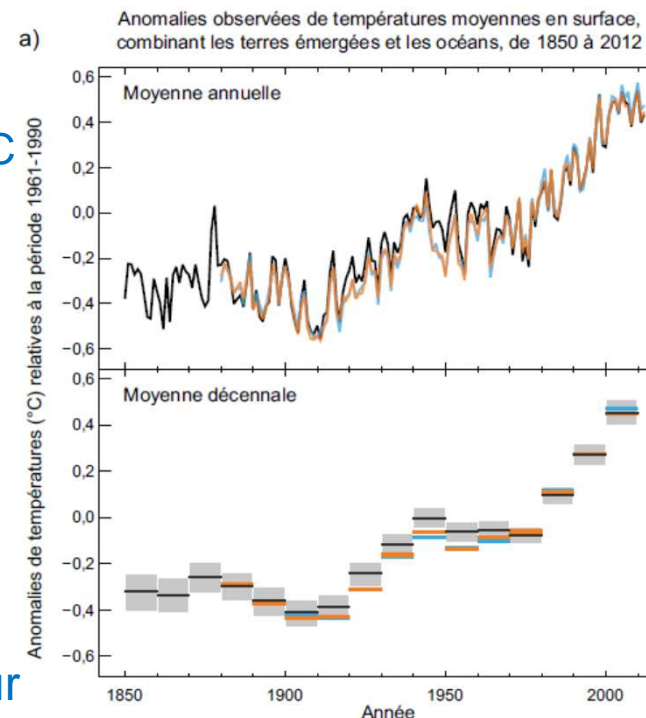 Anomalies observées de températures moyennes en surface,
combinant les terres émergées et les océans, de 1850 à 2012
a)
Anomalies de températures (°C) relatives à la période 1961-1990
Moyenne annuelle
0,6
0,4
0,2
0,0
−0,2
−0,4
−0,6
Moyenne décennale
0,6
0,4
0,2
0,0
−0,2
−0,4
−0,6
1850
1900
1950
2000
Année
C
ur